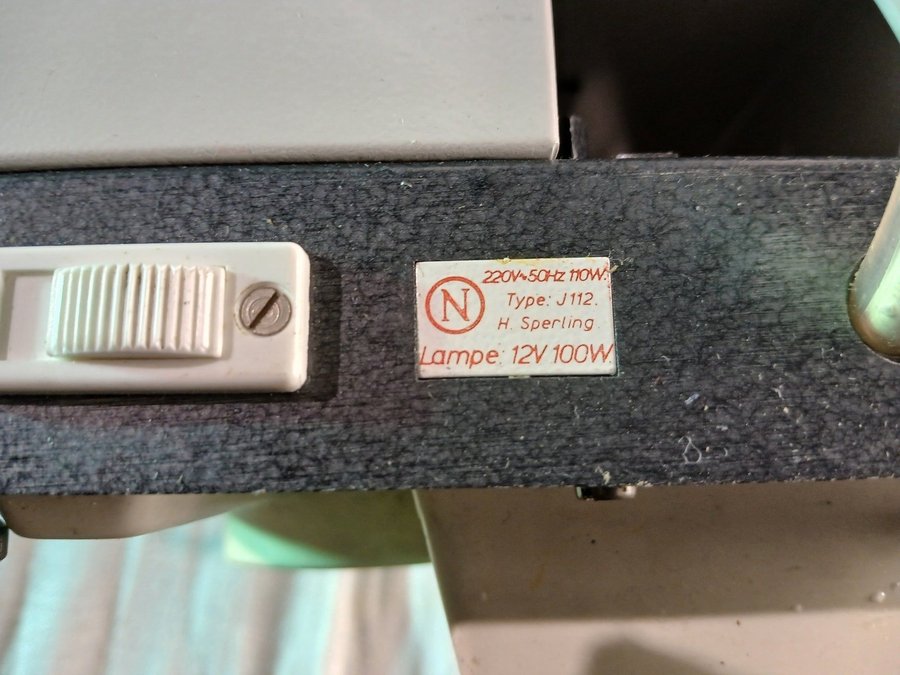 220V~50Hz 110W.
N
Type: J112.
H. Sperling
Lampe: 12V 100W